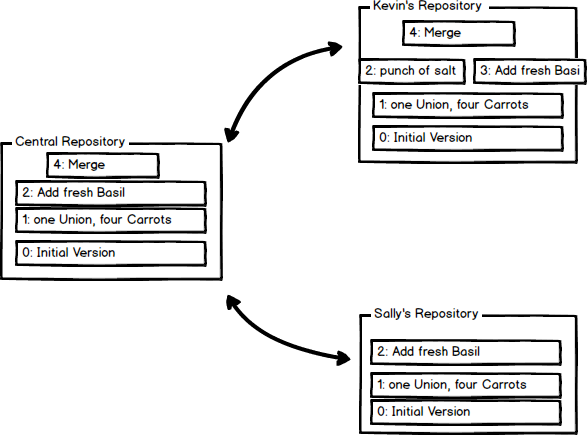 Kevin's Repository
4: Merge
2: punch of salt
3: Add fresh Basi
1: one Union, four Carrots
0: Initial Version
Central Repository
4: Merge
2: Add fresh Basil
1: one Union, four Carrots
0: Initial Version
Sally's Repository
2: Add fresh Basil
1: one Union, four Carrots
0: Initial Version